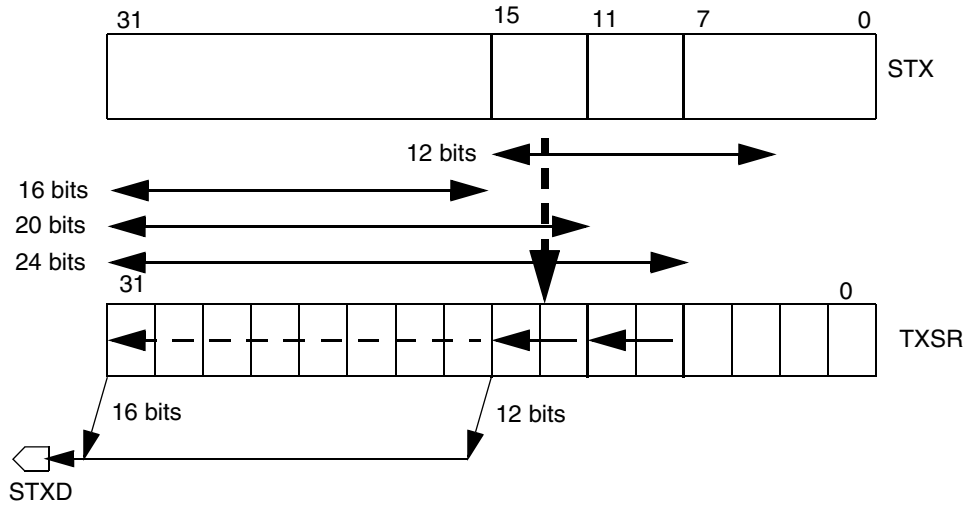 31 15 11 7 0
STX
12 bits
16 bits
20 bits
24 bits
31 0
TXSR
16 bits 12 bits
STXD